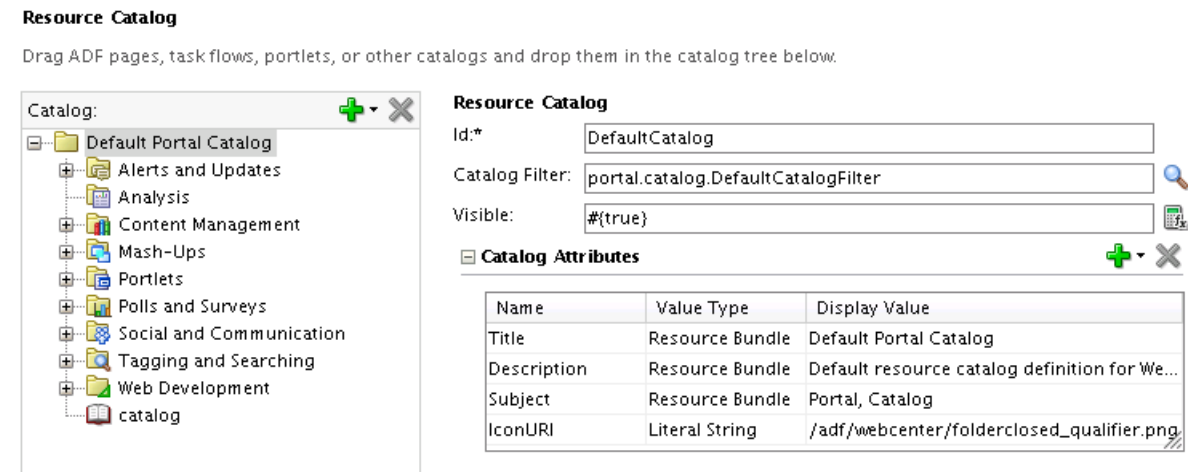 Resource Catalog
Drag ADF pages, task flows, portlets, or other catalogs and drop them in the catalog tree below.
Catalog:
Default Portal Catalog
Alerts and Updates
Analysis
Content Management
Mash-Ups
Portlets
Polls and Surveys
Social and Communication
Tagging and Searching
Web Development
catalog
Resource Catalog
Id:* DefaultCatalog
Catalog Filter: portal.catalog.DefaultCatalogFilter
Visible: #{true}
Catalog Attributes
Name Value Type Display Value
Title Resource Bundle Default Portal Catalog
Description Resource Bundle Default resource catalog definition for We...
Subject Resource Bundle Portal, Catalog
IconURI Literal String /adf/webcenter/folderclosed_qualifier.png